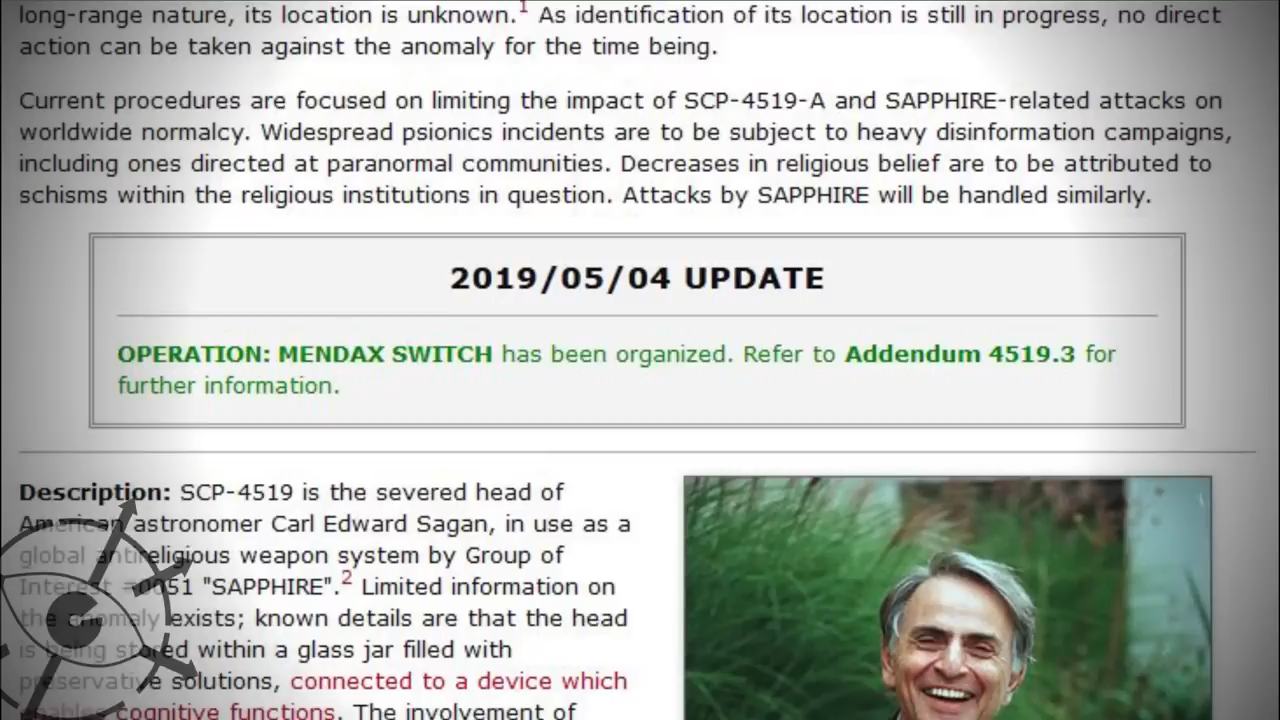 long-range nature, its location is unknown.1 As identification of its location is still in progress, no direct
action can be taken against the anomaly for the time being.
Current procedures are focused on limiting the impact of SCP-4519-A and SAPPHIRE-related attacks on
worldwide normalcy. Widespread psionics incidents are to be subject to heavy disinformation campaigns,
including ones directed at paranormal communities. Decreases in religious belief are to be attributed to
schisms within the religious institutions in question. Attacks by SAPPHIRE will be handled similarly.
2019/05/04 UPDATE
OPERATION: MENDAX SWITCH has been organized. Refer to Addendum 4519.3 for
further information.
Description: SCP-4519 is the severed head of
American astronomer Carl Edward Sagan, in use as a
global antireligious weapon system by Group of
Interest #0051 "SAPPHIRE".2 Limited information on
the anomaly exists; known details are that the head
is being stored within a glass jar filled with
preservative solutions, connected to a device which
enables cognitive functions. The involvement of